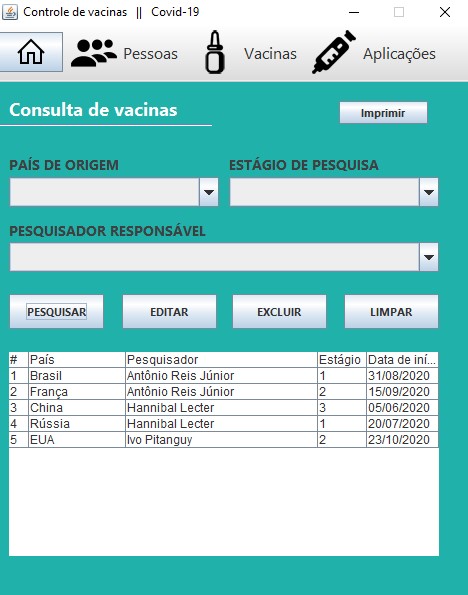 Controle de vacinas || Covid-19
Pessoas Vacinas Aplicações
Consulta de vacinas
Imprimir
PAÍS DE ORIGEM ESTÁGIO DE PESQUISA
PESQUISADOR RESPONSÁVEL
PESQUISAR EDITAR EXCLUIR LIMPAR
# País Pesquisador Estágio Data de iní...
1 Brasil Antônio Reis Júnior 1 31/08/2020
2 França Antônio Reis Júnior 2 15/09/2020
3 China Hannibal Lecter 3 05/06/2020
4 Rússia Hannibal Lecter 1 20/07/2020
5 EUA Ivo Pitanguy 2 23/10/2020